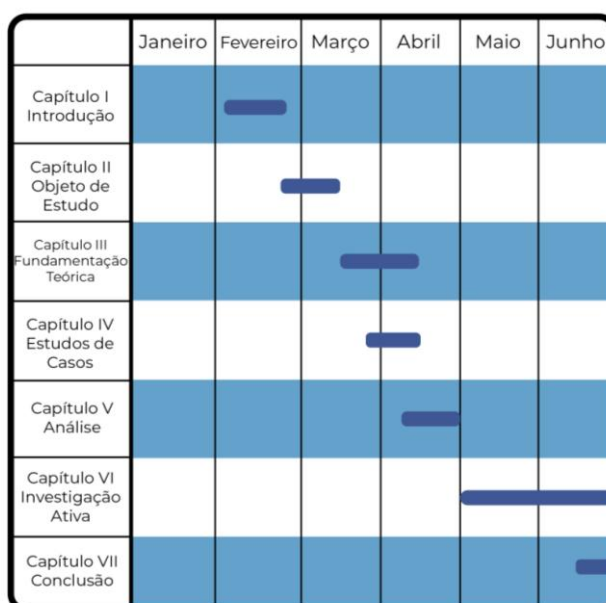 Janeiro Fevereiro Março Abril Maio Junho
Capítulo I
Introdução
Capítulo II
Objeto de
Estudo
Capítulo III
Fundamentação
Teórica
Capítulo IV
Estudos de
Casos
Capítulo V
Análise
Capítulo VI
Investigação
Ativa
Capítulo VII
Conclusão